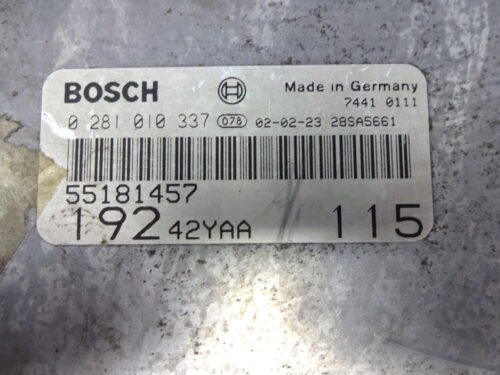 BOSCH Made in Germany
7441 0111
0 281 010 337 078 02-02-23 28SA5661
55181457
192 42YAA 115